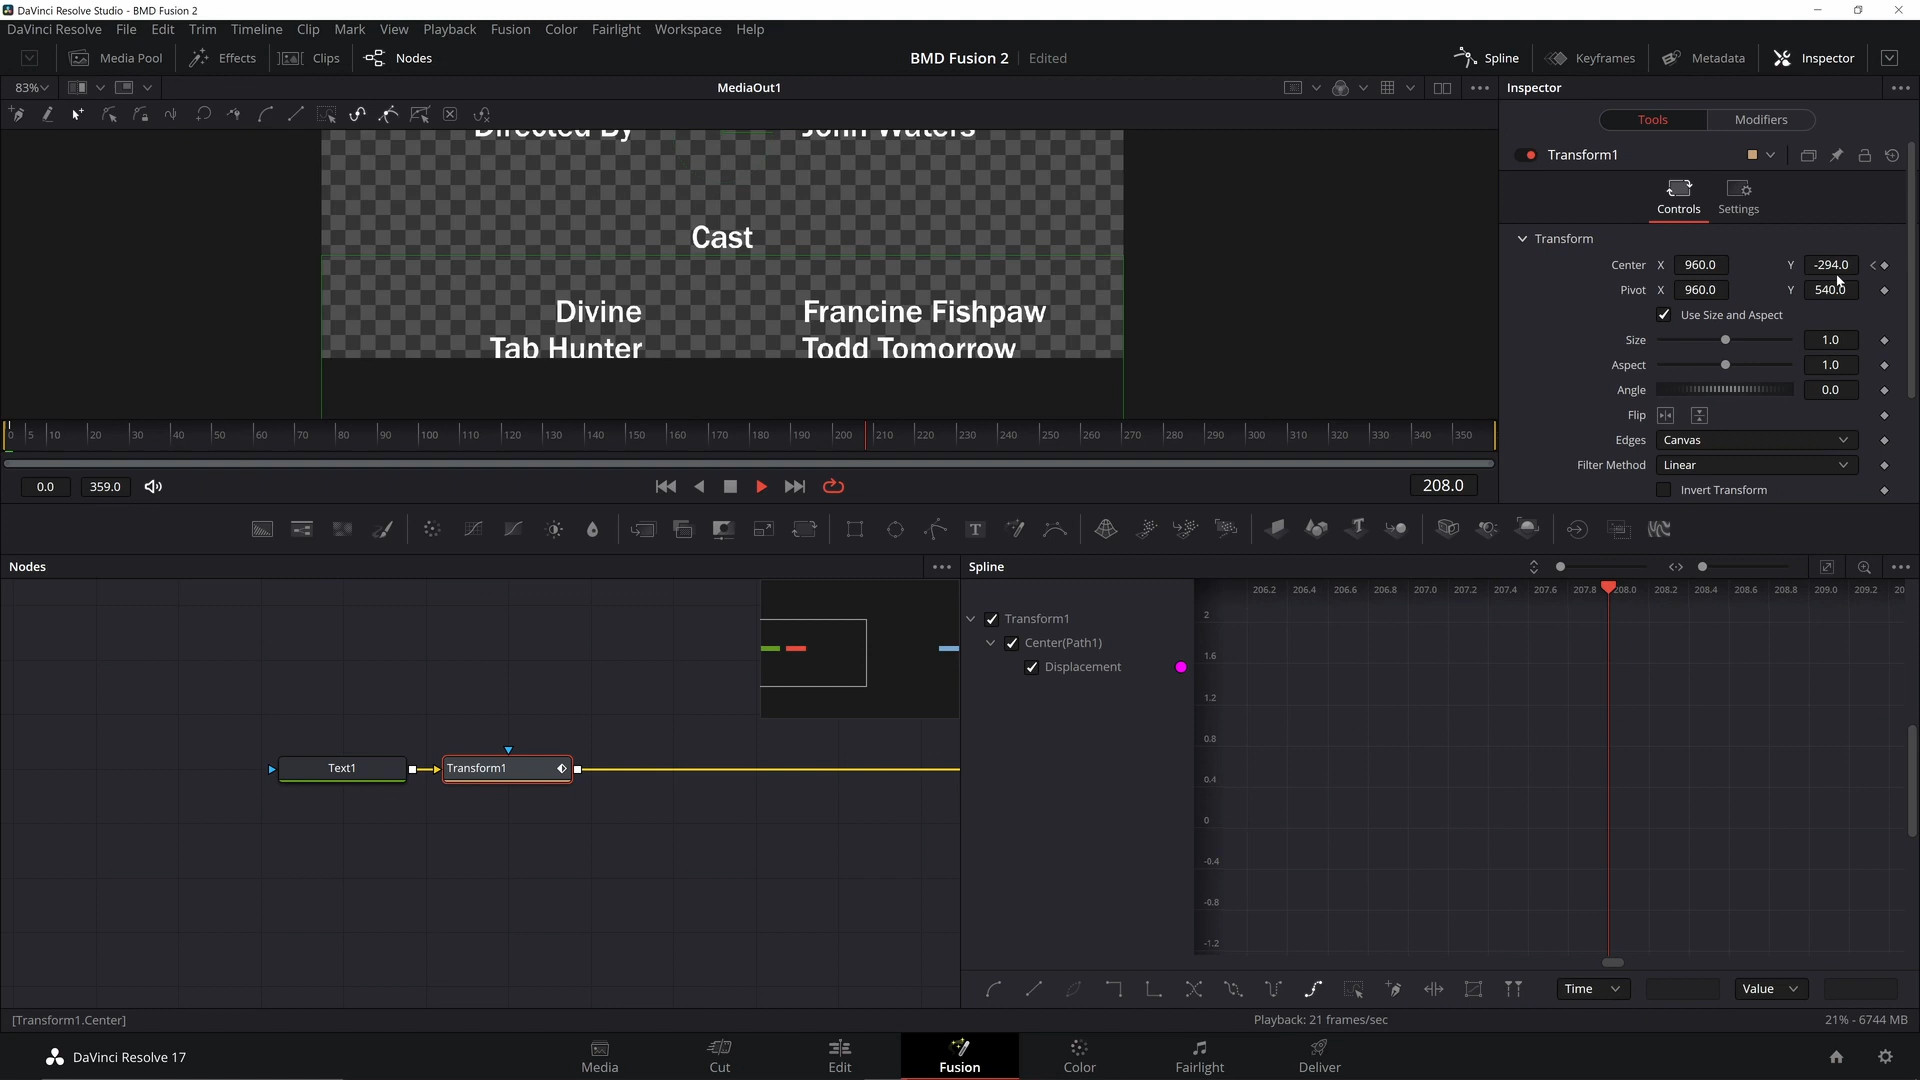 DaVinci Resolve Studio - BMD Fusion 2
DaVinci Resolve File Edit Trim Timeline Clip Mark View Playback Fusion Color Fairlight Workspace Help
Media Pool Effects Clips Nodes BMD Fusion 2 Edited Spline Keyframes Metadata Inspector
83% MediaOut1 Inspector
Tools Modifiers
Directed By John Waters
Transform1
Controls Settings
Cast
Transform
Center X 960.0 Y -294.0
Pivot X 960.0 Y 540.0
Divine Francine Fishpaw
Use Size and Aspect
Tab Hunter Todd Tomorrow
Size 1.0
Aspect 1.0
Angle 0.0
Flip
0 5 10 20 30 40 50 60 70 80 90 100 110 120 130 140 150 160 170 180 190 200 210 220 230 240 250 260 270 280 290 300 310 320 330 340 350
Edges Canvas
Filter Method Linear
0.0 359.0 208.0
Invert Transform
Nodes Spline
206.2 206.4 206.6 206.8 207.0 207.2 207.4 207.6 207.8 208.0 208.2 208.4 208.6 208.8 209.0 209.2 20
Transform1
Center(Path1)
Displacement
2
1.6
1.2
0.8
0.4
0
-0.4
-0.8
-1.2
Text1 Transform1
Time Value
[Transform1.Center] Playback: 21 frames/sec 21% - 6744 MB
DaVinci Resolve 17 Media Cut Edit Fusion Color Fairlight Deliver